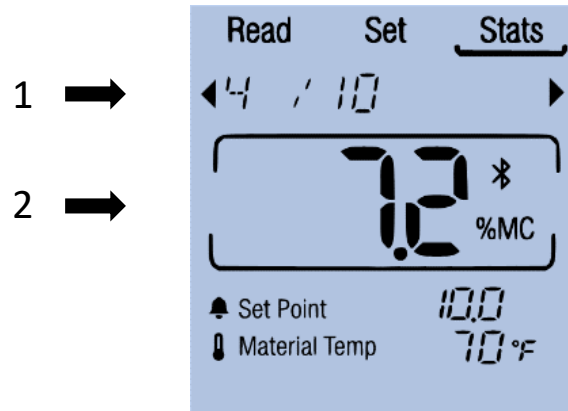 Read Set Stats
1 4 / 10
2 7.2 %MC
Set Point 10.0
Material Temp 70 °F